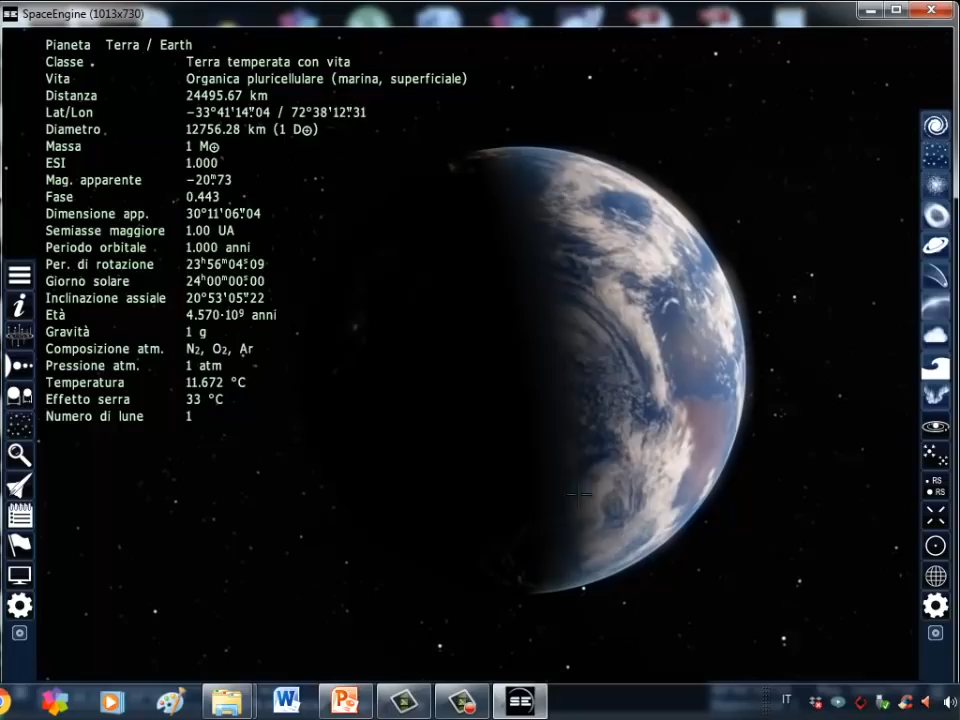 SpaceEngine (1013x730)
Pianeta Terra / Earth
Classe Terra temperata con vita
Vita Organica pluricellulare (marina, superficiale)
Distanza 24495.67 km
Lat/Lon -33°41'14."04 / 72°38'12."31
Diametro 12756.28 km (1 D⊕)
Massa 1 M⊕
ESI 1.000
Mag. apparente -20ᵐ.73
Fase 0.443
Dimensione app. 30°11'06."04
Semiasse maggiore 1.00 UA
Periodo orbitale 1.000 anni
Per. di rotazione 23ʰ56ᵐ04ˢ.09
Giorno solare 24ʰ00ᵐ00ˢ.00
Inclinazione assiale 20°53'05."22
Età 4.570·10⁹ anni
Gravità 1 g
Composizione atm. N₂, O₂, Ar
Pressione atm. 1 atm
Temperatura 11.672 °C
Effetto serra 33 °C
Numero di lune 1
RS
RS
IT